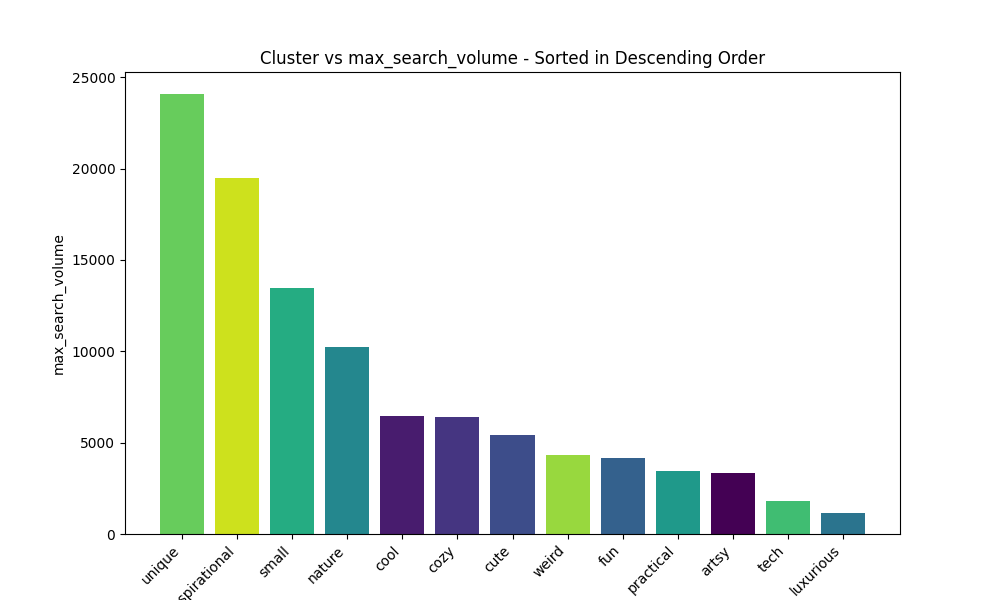 Cluster vs max_search_volume - Sorted in Descending Order
max_search_volume
25000
20000
15000
10000
5000
0
unique
spirational
small
nature
cool
cozy
cute
weird
fun
practical
artsy
tech
luxurious